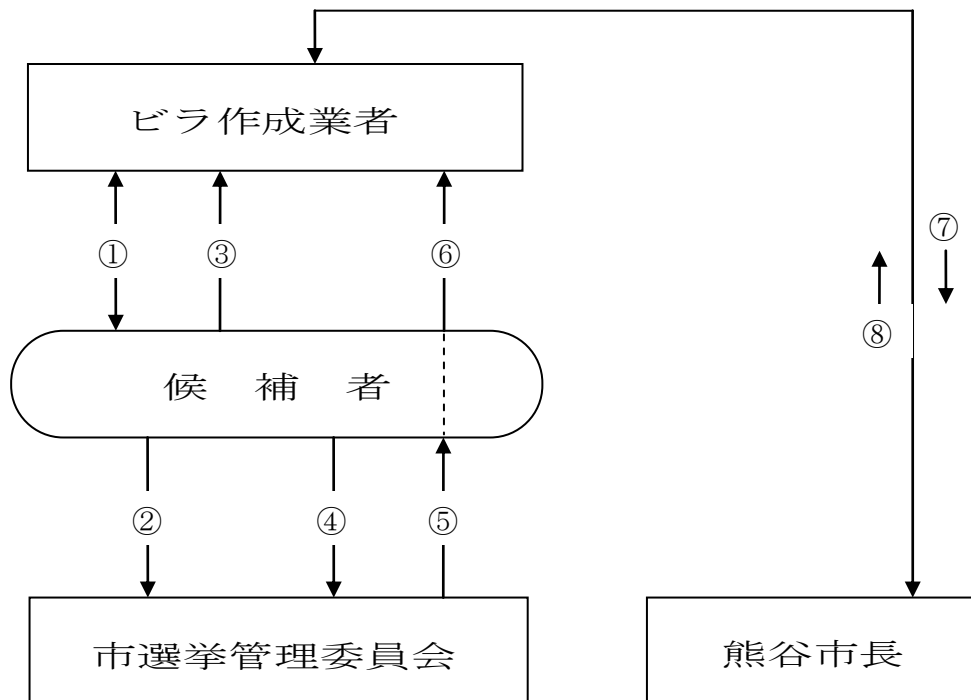 ビラ作成業者
① ③ ⑥ ⑦
⑧
候 補 者
② ④ ⑤
市選挙管理委員会 熊谷市長